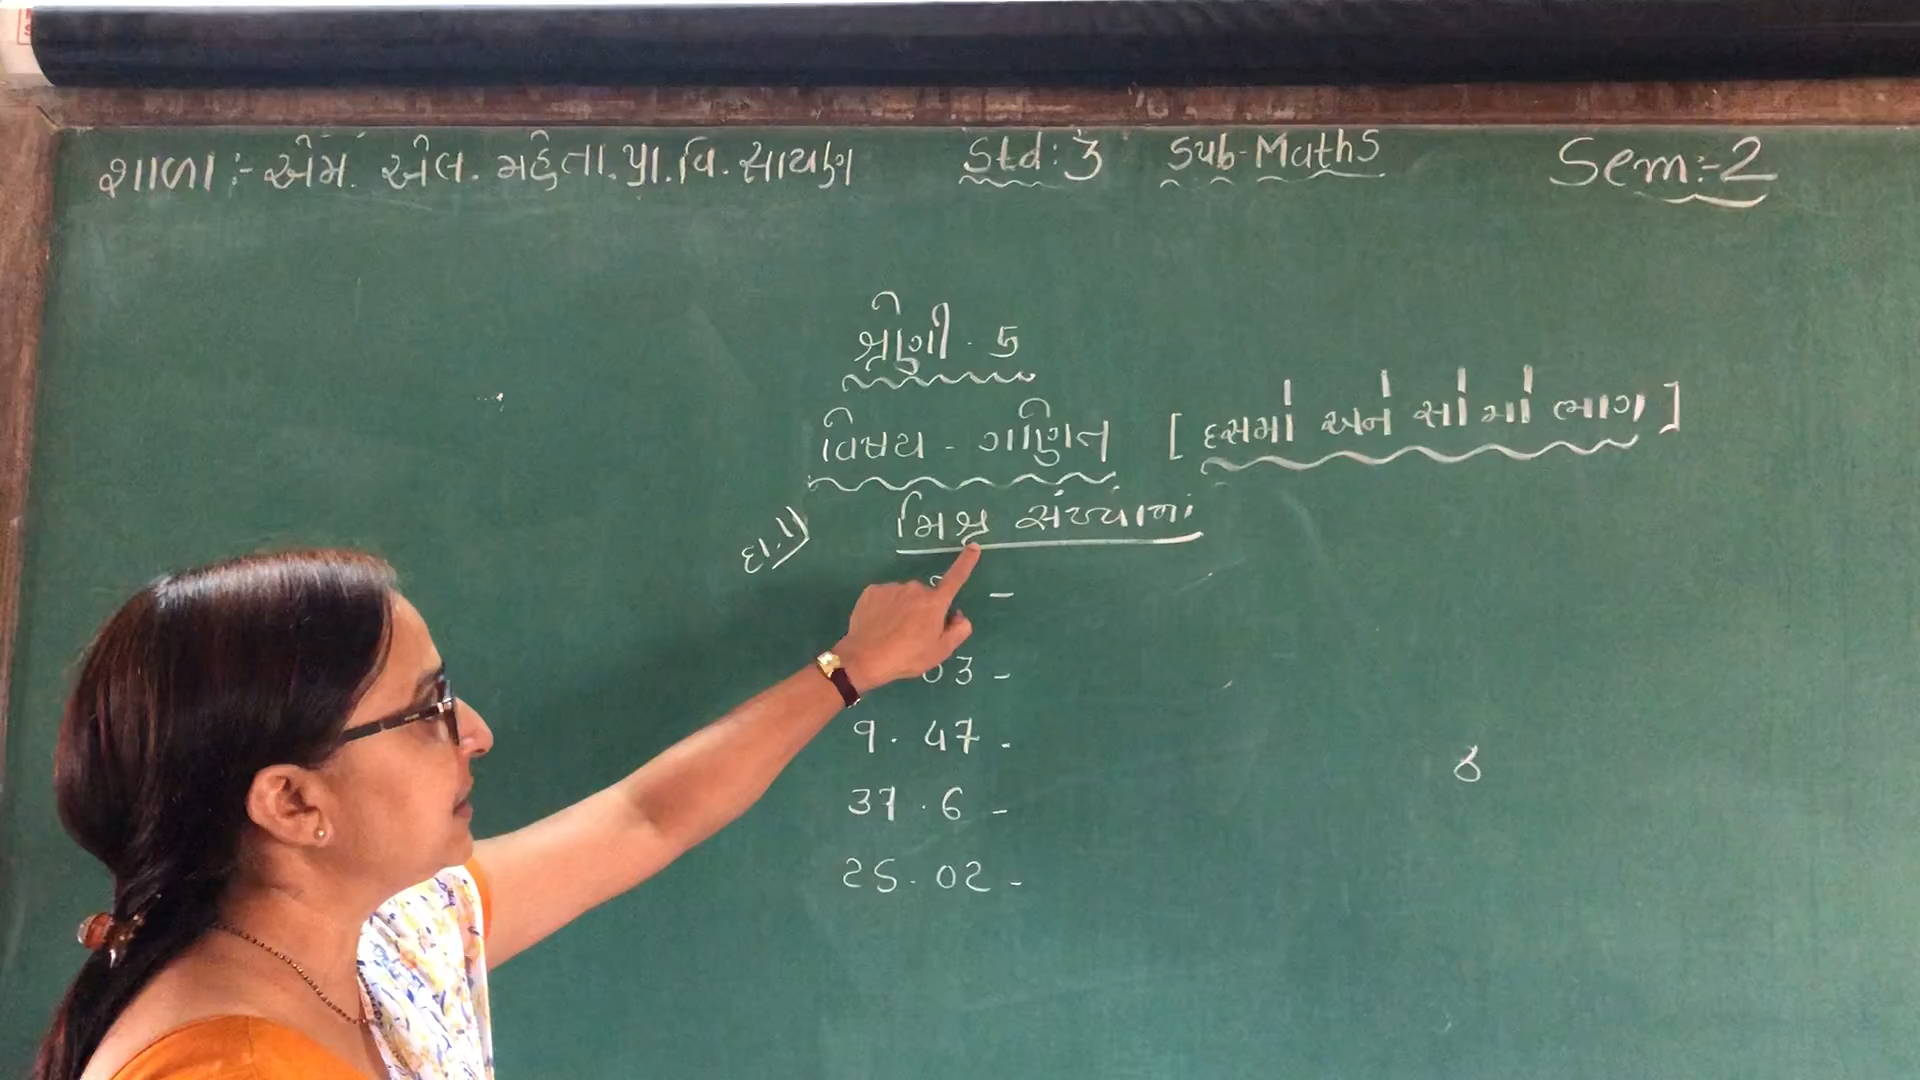 શાળા :- એમ. એલ. મહેતા. પ્રા. વિ. સાયણ Std: 3 Sub-Maths Sem:-2
શ્રેણી - 5
વિષય - ગણિત [દસમાં અને સોમાં ભાગ]
દા.1) મિશ્ર સંખ્યામાં
-
03 -
9.47 -
37.6 -
25.02 -